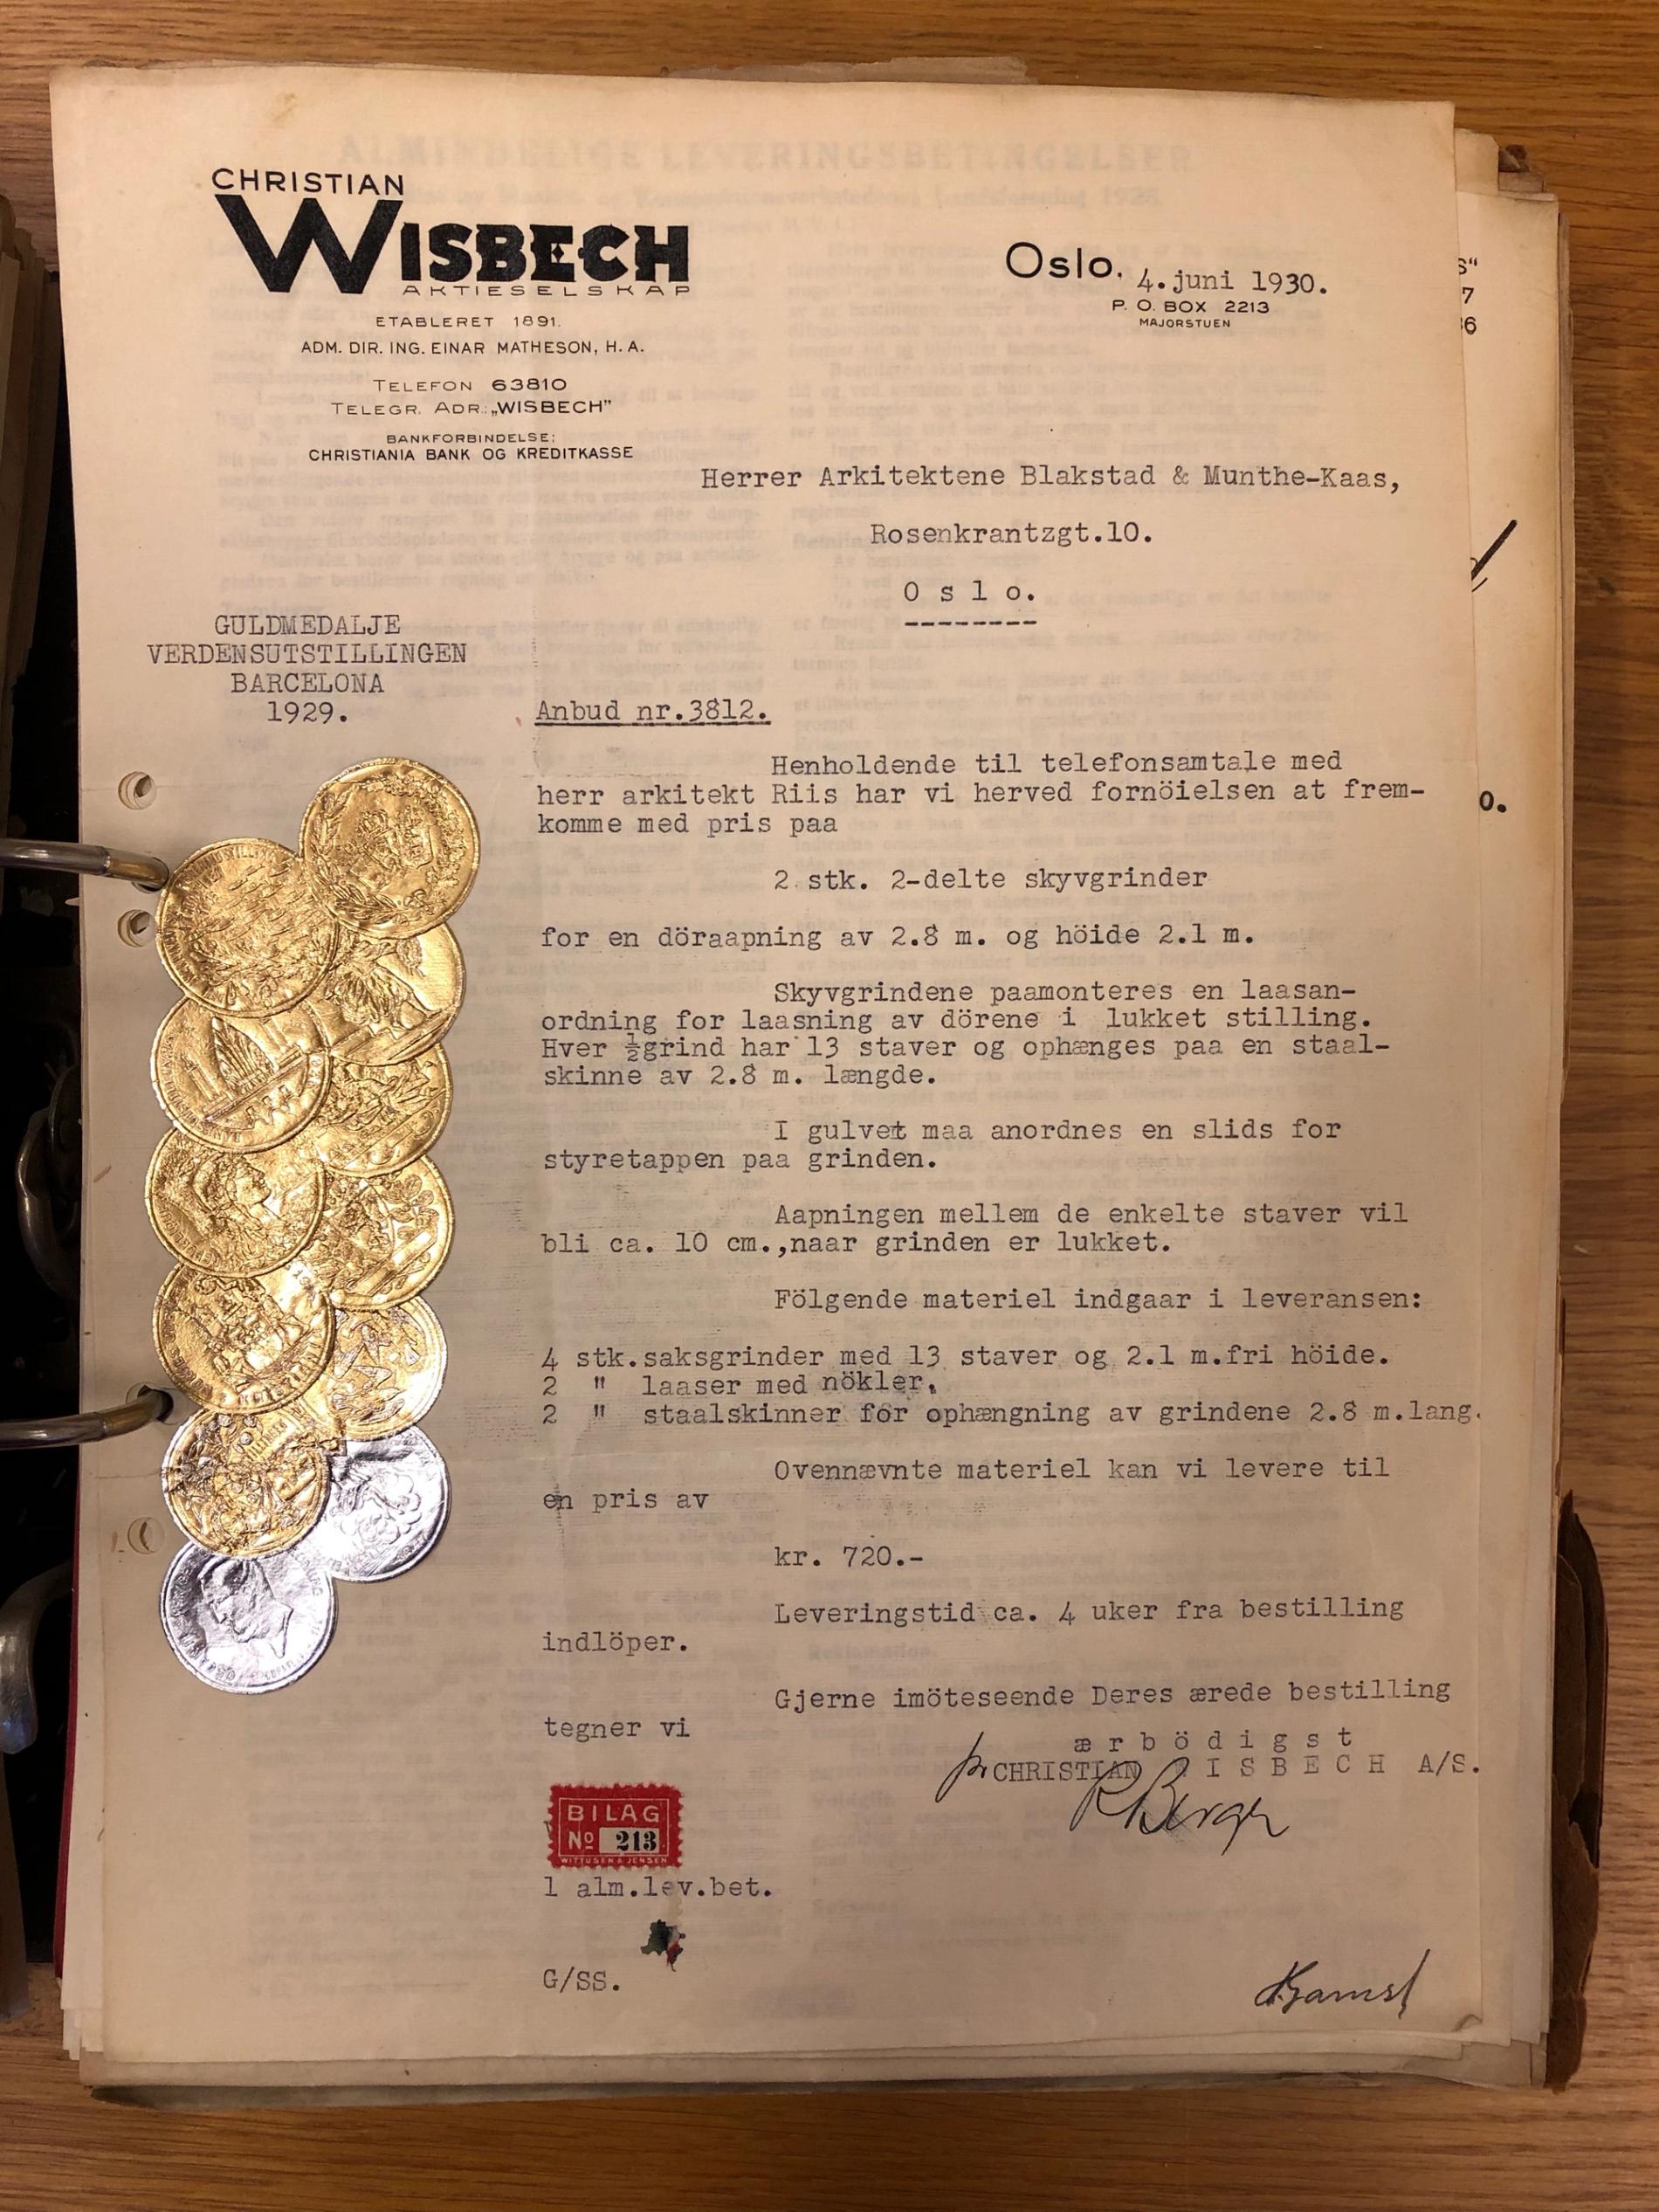 CHRISTIAN
WISBECH
AKTIESELSKAP
ETABLERET 1891.
ADM. DIR. ING. EINAR MATHESON, H. A.
TELEFON 63810
TELEGR. ADR.: „WISBECH"
BANKFORBINDELSE:
CHRISTIANIA BANK OG KREDITKASSE
Oslo, 4.juni 1930.
P. O. BOX 2213
MAJORSTUEN
Herrer Arkitektene Blakstad & Munthe-Kaas,
Rosenkrantzgt.10.
O s l o.
--------
GULDMEDALJE
VERDENSUTSTILLINGEN
BARCELONA
1929.
Anbud nr.3812.
Henholdende til telefonsamtale med
herr arkitekt Riis har vi herved fornöielsen at frem-
komme med pris paa
2 stk. 2-delte skyvgrinder
for en döraapning av 2.8 m. og höide 2.1 m.
Skyvgrindene paamonteres en laasan-
ordning for laasning av dörene i lukket stilling.
Hver ½grind har 13 staver og ophænges paa en staal-
skinne av 2.8 m. længde.
I gulvet maa anordnes en slids for
styretappen paa grinden.
Aapningen mellem de enkelte staver vil
bli ca. 10 cm.,naar grinden er lukket.
Fölgende materiel indgaar i leveransen:
4 stk.saksgrinder med 13 staver og 2.1 m.fri höide.
2 " laaser med nökler.
2 " staalskinner for ophængning av grindene 2.8 m.lang.
Ovennævnte materiel kan vi levere til
en pris av
kr. 720.-
Leveringstid ca. 4 uker fra bestilling
indlöper.
Gjerne imöteseende Deres ærede bestilling
tegner vi
æ r b ö d i g s t
pr CHRISTIAN WISBECH A/S.
R Berger
BILAG
No 213
WITTUSEN & JENSEN
1 alm.lev.bet.
G/SS.